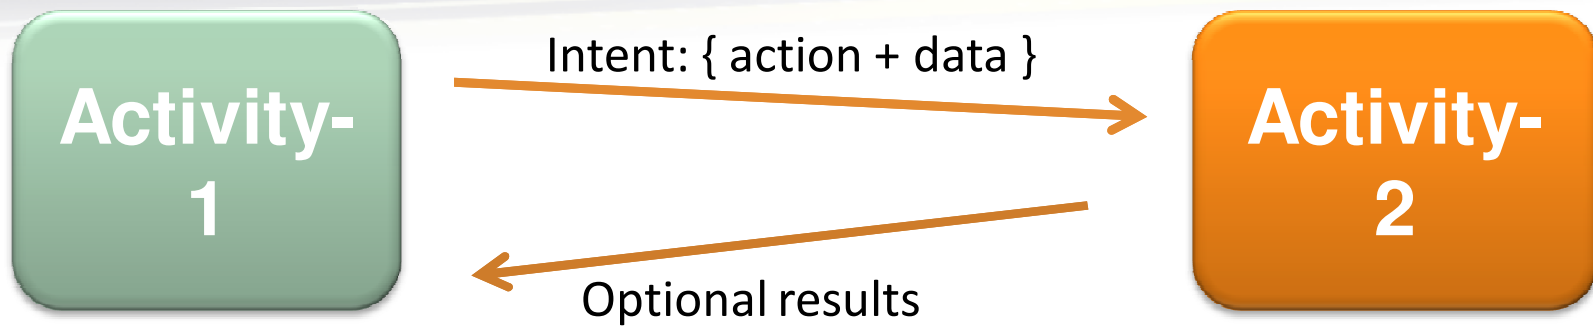 Activity-
1
Intent: { action + data }
Optional results
Activity-
2